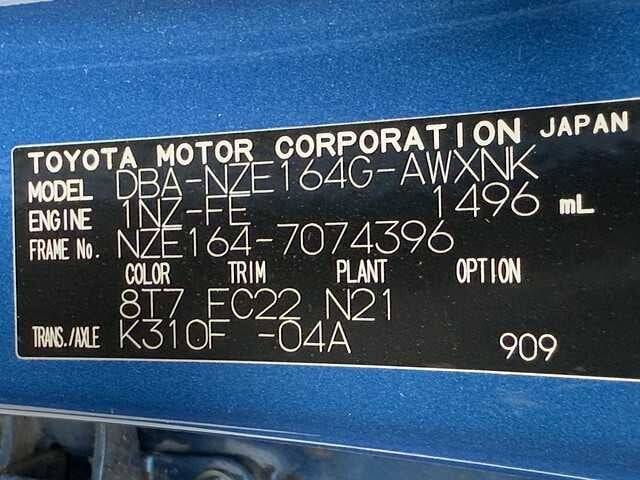 TOYOTA MOTOR CORPORATION JAPAN
MODEL DBA-NZE164G-AWXNK
ENGINE 1NZ-FE 1496 mL
FRAME No. NZE164-7074396
COLOR TRIM PLANT OPTION
8T7 FC22 N21
TRANS./AXLE K310F -04A 909